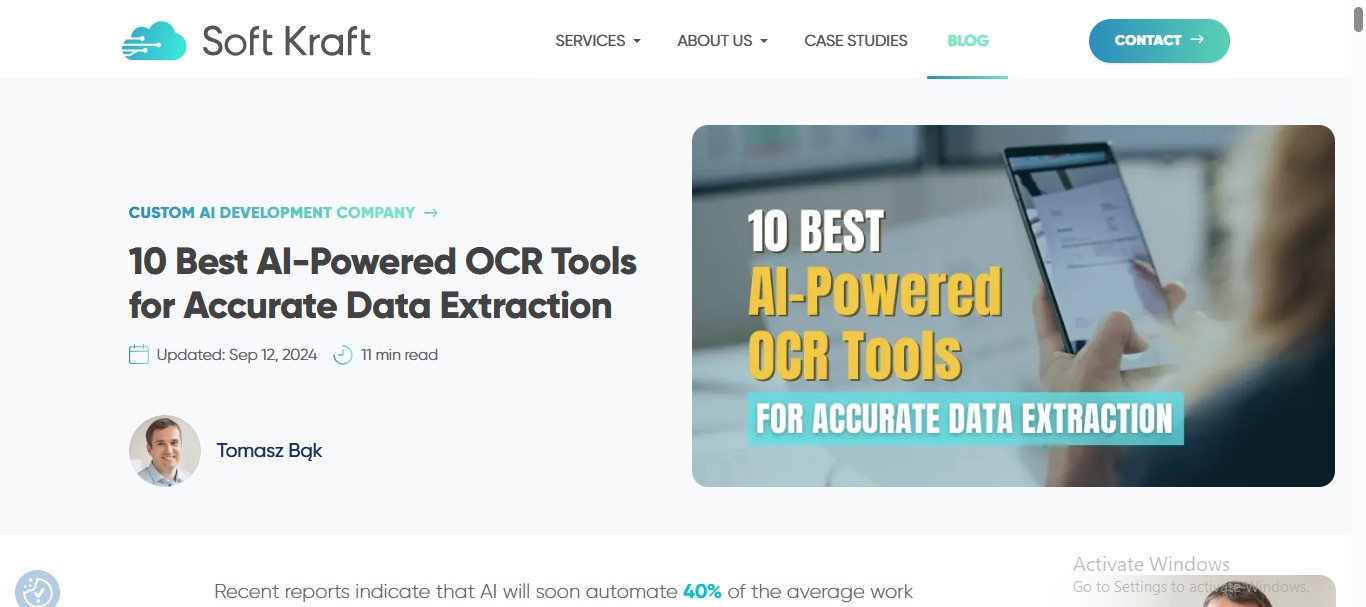 Soft Kraft
SERVICES
ABOUT US
CASE STUDIES
BLOG
CONTACT
CUSTOM AI DEVELOPMENT COMPANY
10 Best AI-Powered OCR Tools
for Accurate Data Extraction
Updated: Sep 12, 2024
11 min read
Tomasz Bąk
10 BEST
AI-Powered
OCR Tools
FOR ACCURATE DATA EXTRACTION
Recent reports indicate that AI will soon automate 40% of the average work
Activate Windows
Go to Settings to activate Windows.